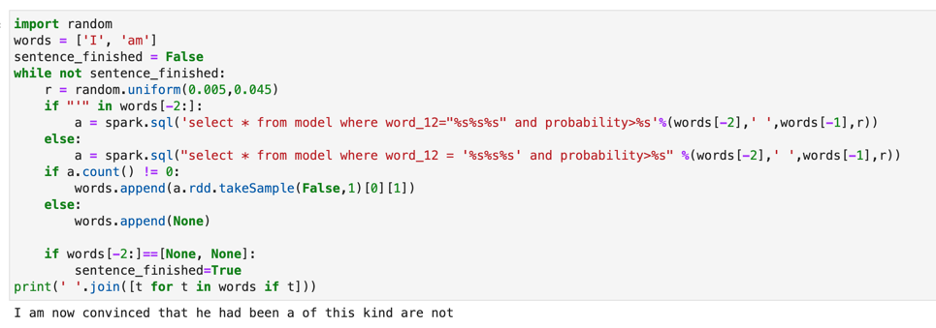 import random
words = ['I', 'am']
sentence_finished = False
while not sentence_finished:
    r = random.uniform(0.005,0.045)
    if "'" in words[-2:]:
        a = spark.sql('select * from model where word_12="%s%s%s" and probability>%s'%(words[-2],' ',words[-1],r))
    else:
        a = spark.sql("select * from model where word_12 = '%s%s%s' and probability>%s" %(words[-2],' ',words[-1],r))
    if a.count() != 0:
        words.append(a.rdd.takeSample(False,1)[0][1])
    else:
        words.append(None)

    if words[-2:]==[None, None]:
        sentence_finished=True
print(' '.join([t for t in words if t]))
I am now convinced that he had been a of this kind are not